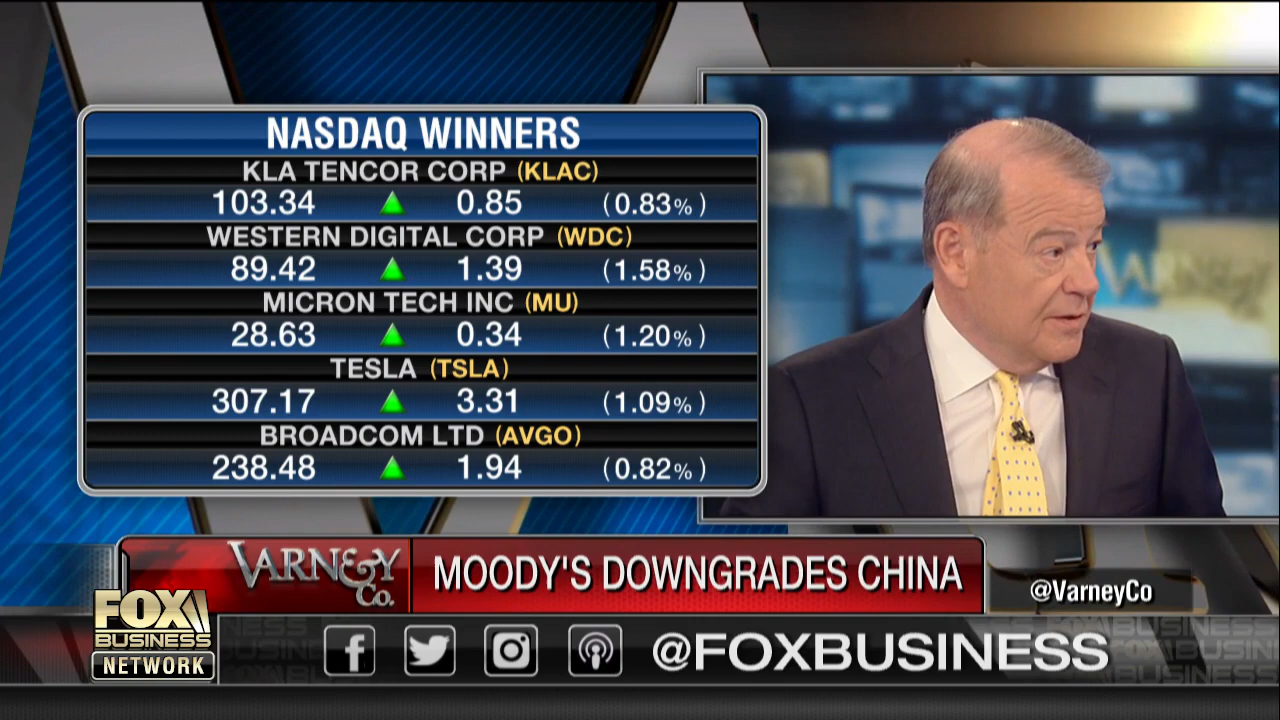 NASDAQ WINNERS
KLA TENCOR CORP (KLAC)
103.34 ▲ 0.85 (0.83%)
WESTERN DIGITAL CORP (WDC)
89.42 ▲ 1.39 (1.58%)
MICRON TECH INC (MU)
28.63 ▲ 0.34 (1.20%)
TESLA (TSLA)
307.17 ▲ 3.31 (1.09%)
BROADCOM LTD (AVGO)
238.48 ▲ 1.94 (0.82%)
VARNEY
VARNEY
& Co.
MOODY'S DOWNGRADES CHINA
@VarneyCo
FOX
BUSINESS
NETWORK
@FOXBUSINESS